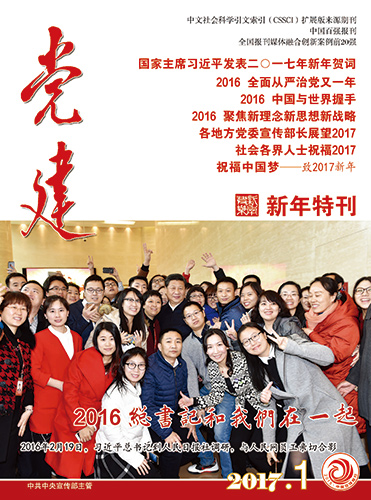 中文社会科学引文索引(CSSCI)扩展版来源期刊
中国百强报刊
全国报刊媒体融合创新案例前20强
党建
国家主席习近平发表二〇一七年新年贺词
2016 全面从严治党又一年
2016 中国与世界握手
2016 聚焦新理念新思想新战略
各地方党委宣传部长展望2017
社会各界人士祝福2017
祝福中国梦——致2017新年
新年特刊
2016 總書記和我們在一起
2016年2月19日,习近平总书记到人民日报社调研,与人民网员工亲切合影
中共中央宣传部主管
2017.1